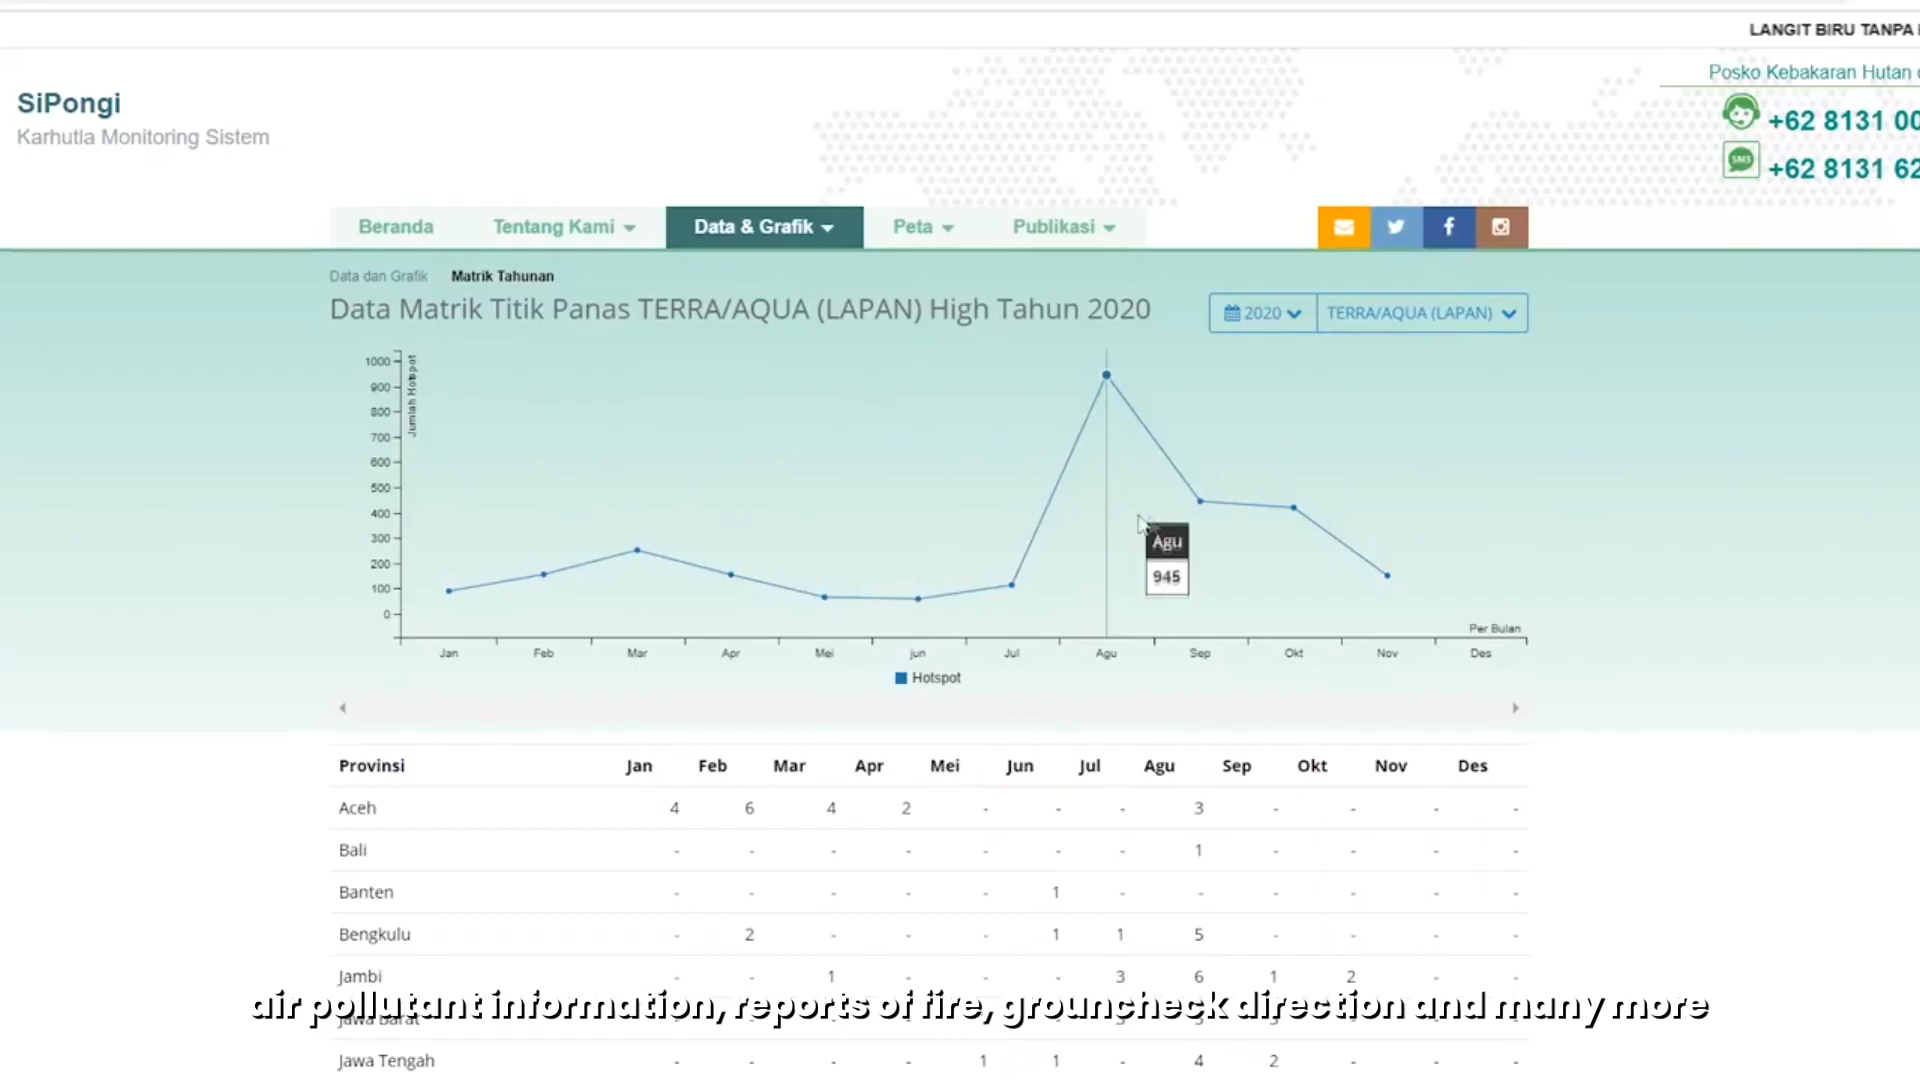 LANGIT BIRU TANPA
SiPongi
Karhutla Monitoring Sistem
Posko Kebakaran Hutan
+62 8131 00
SMS
+62 8131 62
Beranda Tentang Kami Data & Grafik Peta Publikasi
Data dan Grafik Matrik Tahunan
Data Matrik Titik Panas TERRA/AQUA (LAPAN) High Tahun 2020
2020 TERRA/AQUA (LAPAN)
Jumlah Hotspot
1000
900
800
700
600
500
400
300
200
100
0
Agu
945
Per Bulan
Jan Feb Mar Apr Mei jun Jul Agu Sep Okt Nov Des
Hotspot
Provinsi Jan Feb Mar Apr Mei Jun Jul Agu Sep Okt Nov Des
Aceh 4 6 4 2 - - - 3 - - - -
Bali - - - - - - - 1 - - - -
Banten - - - - - 1 - - - - - -
Bengkulu - 2 - - - 1 1 5 - - - -
Jambi - - 1 - - - 3 6 1 2 - -
air pollutant information, reports of fire, grouncheck direction and many more
Jawa Barat
Jawa Tengah - - - - 1 1 - 4 2 - - -